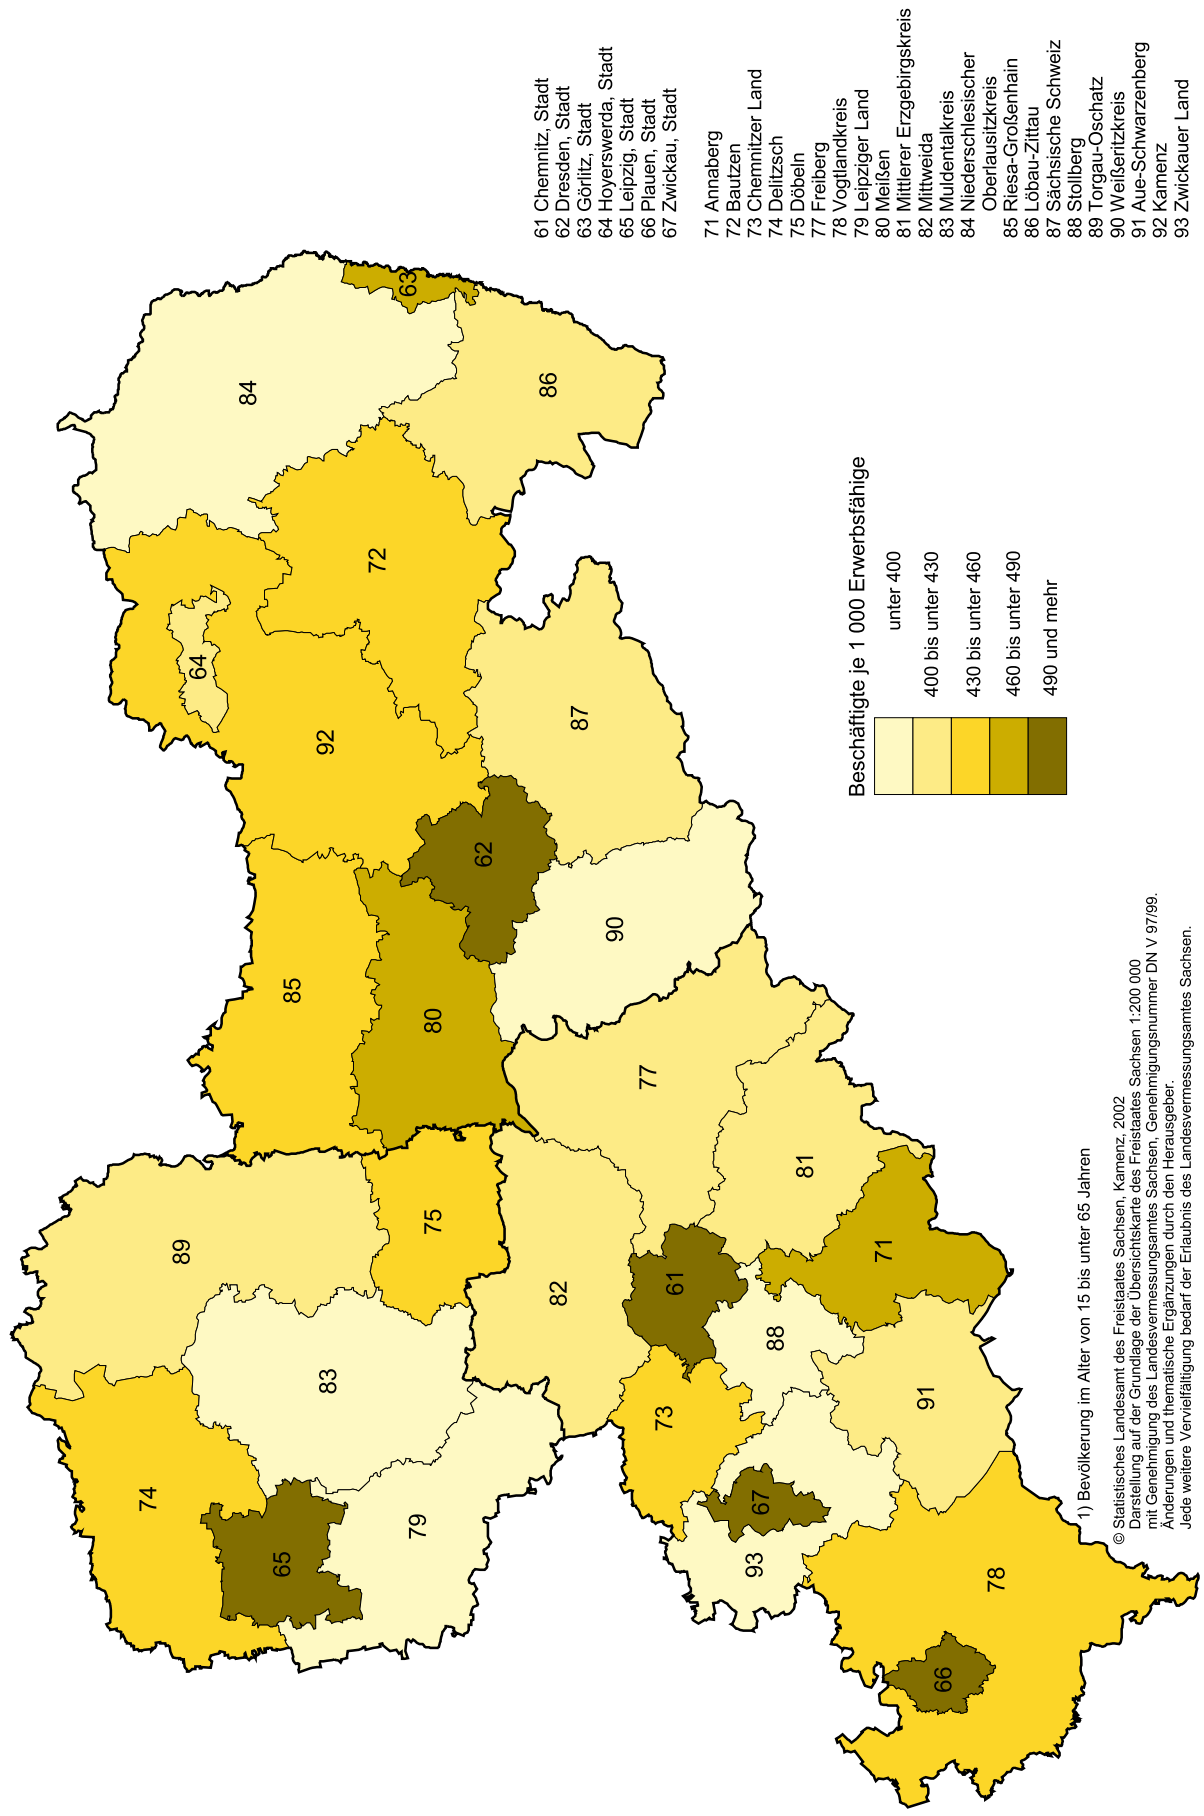 61 Chemnitz, Stadt
62 Dresden, Stadt
63 Görlitz, Stadt
64 Hoyerswerda, Stadt
65 Leipzig, Stadt
66 Plauen, Stadt
67 Zwickau, Stadt
71 Annaberg
72 Bautzen
73 Chemnitzer Land
74 Delitzsch
75 Döbeln
77 Freiberg
78 Vogtlandkreis
79 Leipziger Land
80 Meißen
81 Mittlerer Erzgebirgskreis
82 Mittweida
83 Muldentalkreis
84 Niederschlesischer
Oberlausitzkreis
85 Riesa-Großenhain
86 Löbau-Zittau
87 Sächsische Schweiz
88 Stollberg
89 Torgau-Oschatz
90 Weißeritzkreis
91 Aue-Schwarzenberg
92 Kamenz
93 Zwickauer Land
74
89
64
84
65
83
85
92
72
63
79
75
80
62
86
82
87
77
90
73
61
67
93
88
81
71
91
66
78
Beschäftigte je 1 000 Erwerbsfähige
unter 400
400 bis unter 430
430 bis unter 460
460 bis unter 490
490 und mehr
1) Bevölkerung im Alter von 15 bis unter 65 Jahren
© Statistisches Landesamt des Freistaates Sachsen, Kamenz, 2002
Darstellung auf der Grundlage der Übersichtskarte des Freistaates Sachsen 1:200 000
mit Genehmigung des Landesvermessungsamtes Sachsen, Genehmigungsnummer DN V 97/99.
Änderungen und thematische Ergänzungen durch den Herausgeber.
Jede weitere Vervielfältigung bedarf der Erlaubnis des Landesvermessungsamtes Sachsen.